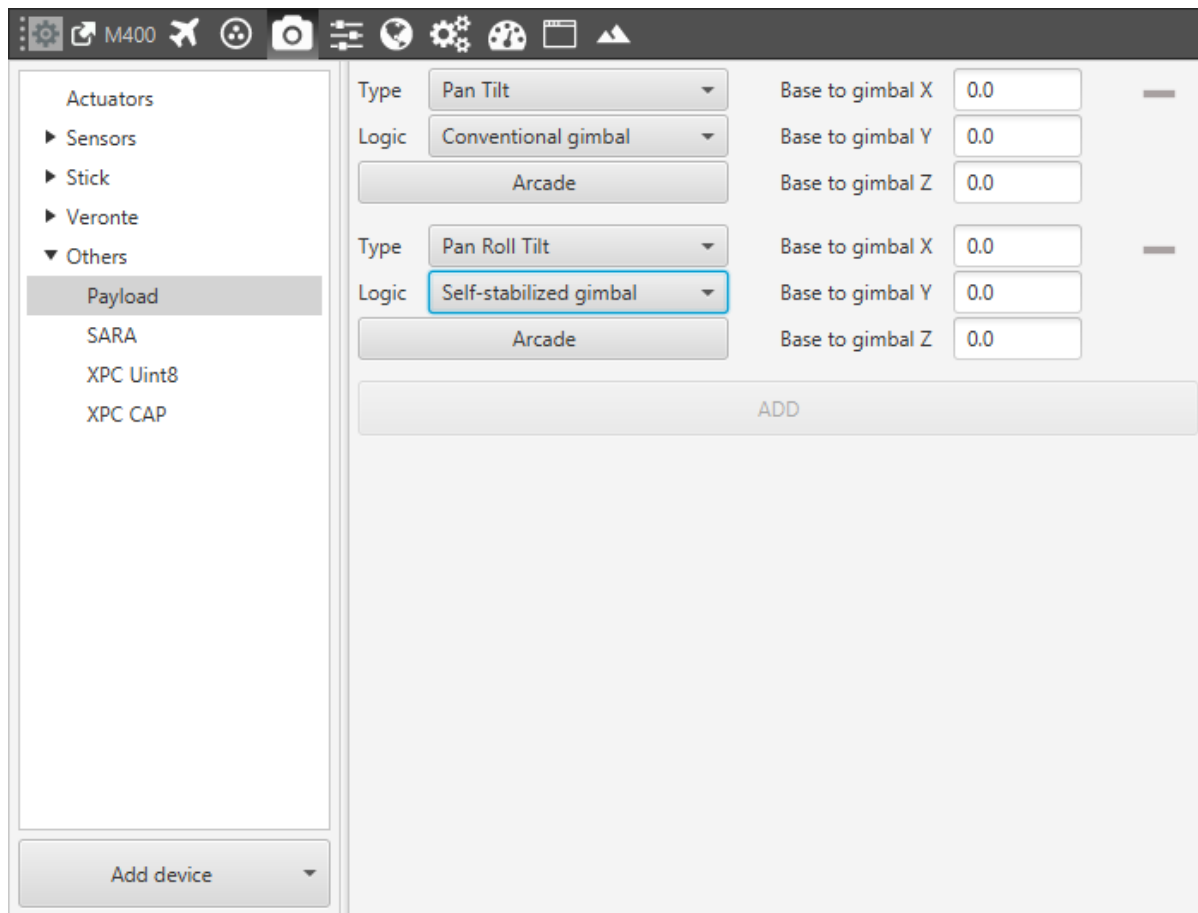 M400
Actuators
Sensors
Stick
Veronte
Others
Payload
SARA
XPC Uint8
XPC CAP
Add device
Type Pan Tilt Base to gimbal X 0.0
Logic Conventional gimbal Base to gimbal Y 0.0
Arcade Base to gimbal Z 0.0
Type Pan Roll Tilt Base to gimbal X 0.0
Logic Self-stabilized gimbal Base to gimbal Y 0.0
Arcade Base to gimbal Z 0.0
ADD